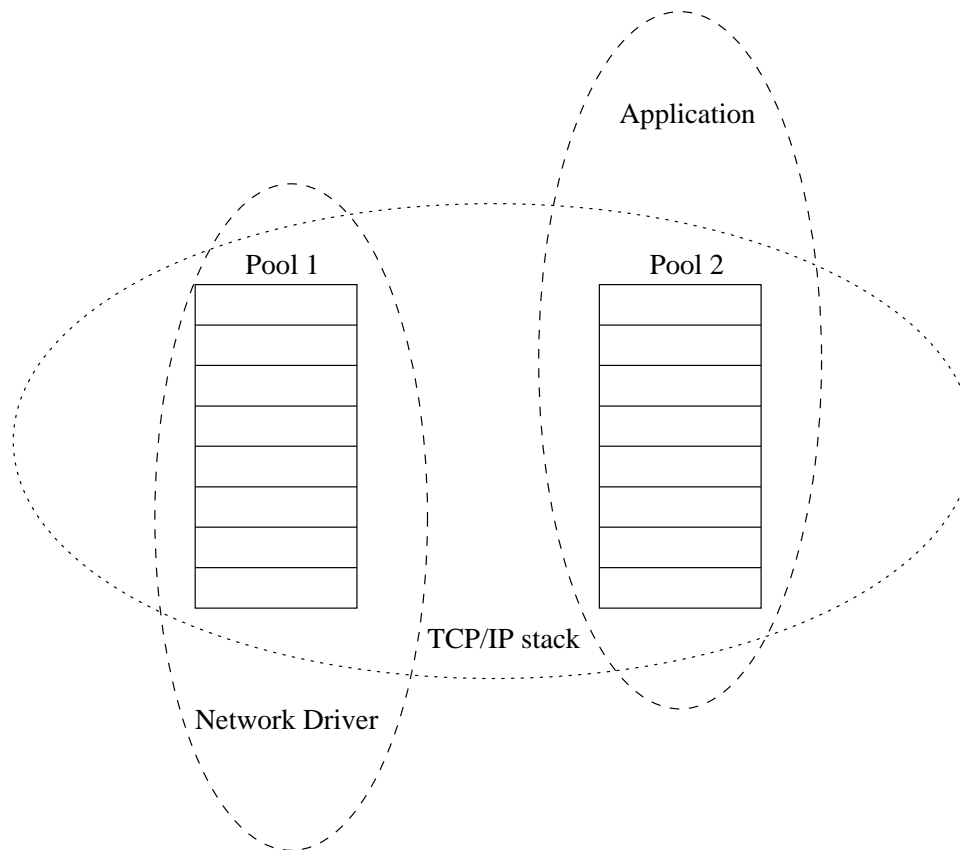 Application
Pool 1
Pool 2
TCP/IP stack
Network Driver